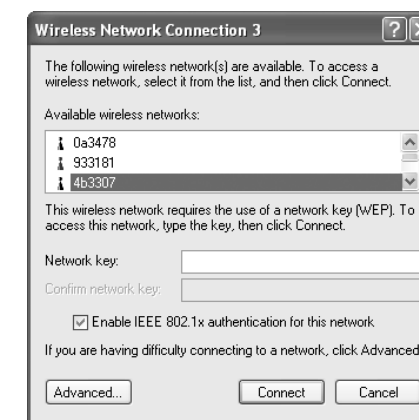 Wireless Network Connection 3
The following wireless network(s) are available. To access a
wireless network, select it from the list, and then click Connect.
Available wireless networks:
0a3478
933181
4b3307
This wireless network requires the use of a network key (WEP). To
access this network, type the key, then click Connect.
Network key:
Confirm network key:
Enable IEEE 802.1x authentication for this network
If you are having difficulty connecting to a network, click Advanced
Advanced... Connect Cancel